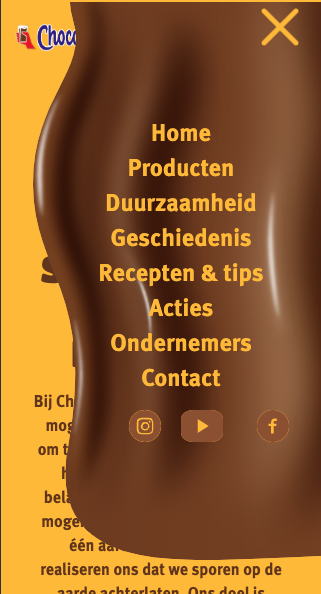 Choco
Home
Producten
Duurzaamheid
Geschiedenis
Recepten & tips
Acties
Ondernemers
Contact
Bij Ch
mog
om t
h
bela
moge
één aa
realiseren ons dat we sporen op de
aarde achterlaten. Ons doel is